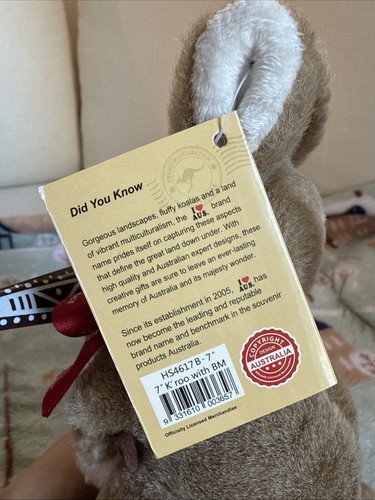 PREMIUM COLLECTION
Did You Know
Gorgeous landscapes, fluffy koalas and a land
of vibrant multiculturalism, the I ❤ AUS. brand
name prides itself on capturing these aspects
that define the great land down under. With
high quality and Australian expert designs, these
creative gifts are sure to leave an ever-lasting
memory of Australia and its majesty wonder.
Since its establishment in 2005, I ❤ AUS. has
now become the leading and reputable
brand name and benchmark in the souvenir
products Australia.
HS4617B-7"
7" K'roo with BM
9 331610 003657
Officially Licensed Merchandise
COPYRIGHT
DESIGN
AUSTRALIA